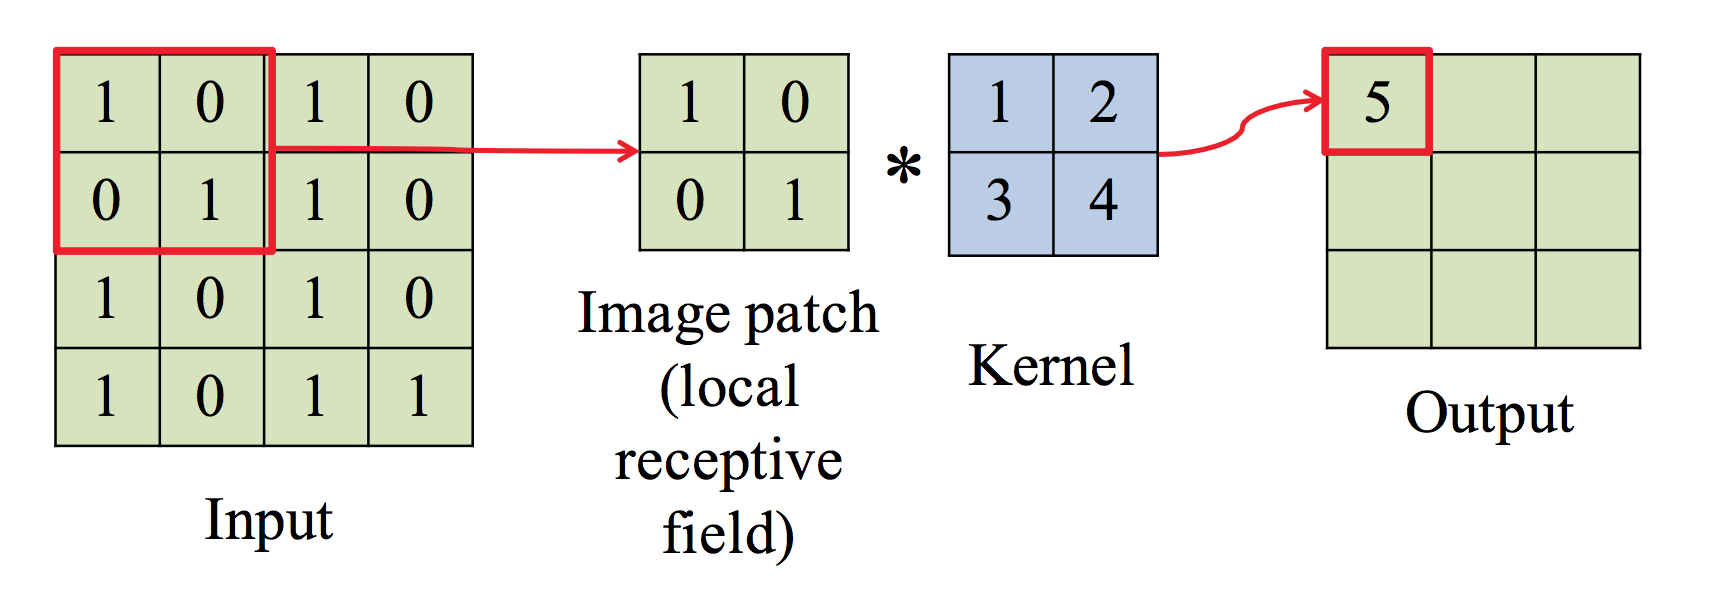 1 0 1 0
0 1 1 0
1 0 1 0
1 0 1 1
Input
1 0
0 1
Image patch
(local
receptive
field)
*
1 2
3 4
Kernel
5
Output